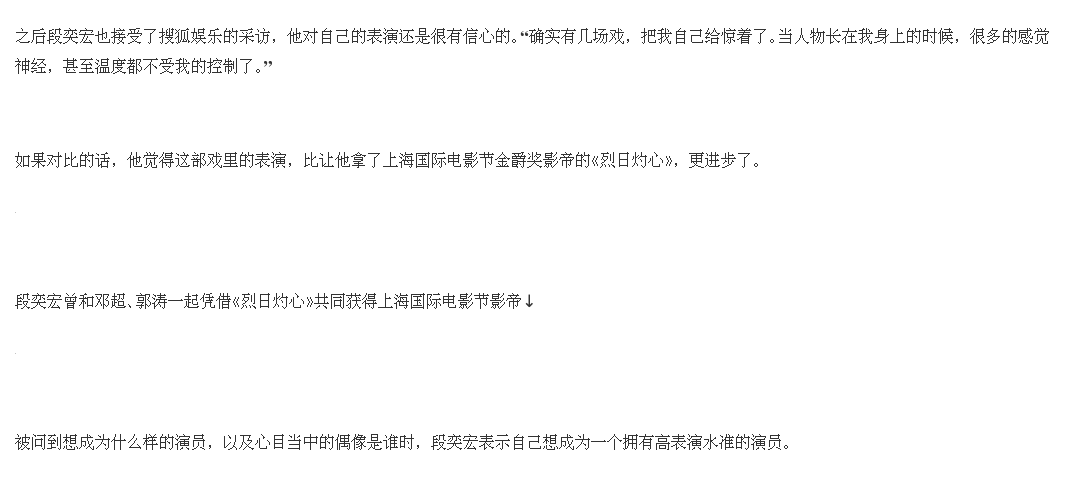 之后段奕宏也接受了搜狐娱乐的采访，他对自己的表演还是很有信心的。“确实有几场戏，把我自己给惊着了。当人物长在我身上的时候，很多的感觉
神经，甚至温度都不受我的控制了。”
如果对比的话，他觉得这部戏里的表演，比让他拿了上海国际电影节金爵奖影帝的《烈日灼心》，更进步了。
段奕宏曾和邓超、郭涛一起凭借《烈日灼心》共同获得上海国际电影节影帝↓
被问到想成为什么样的演员，以及心目当中的偶像是谁时，段奕宏表示自己想成为一个拥有高表演水准的演员。